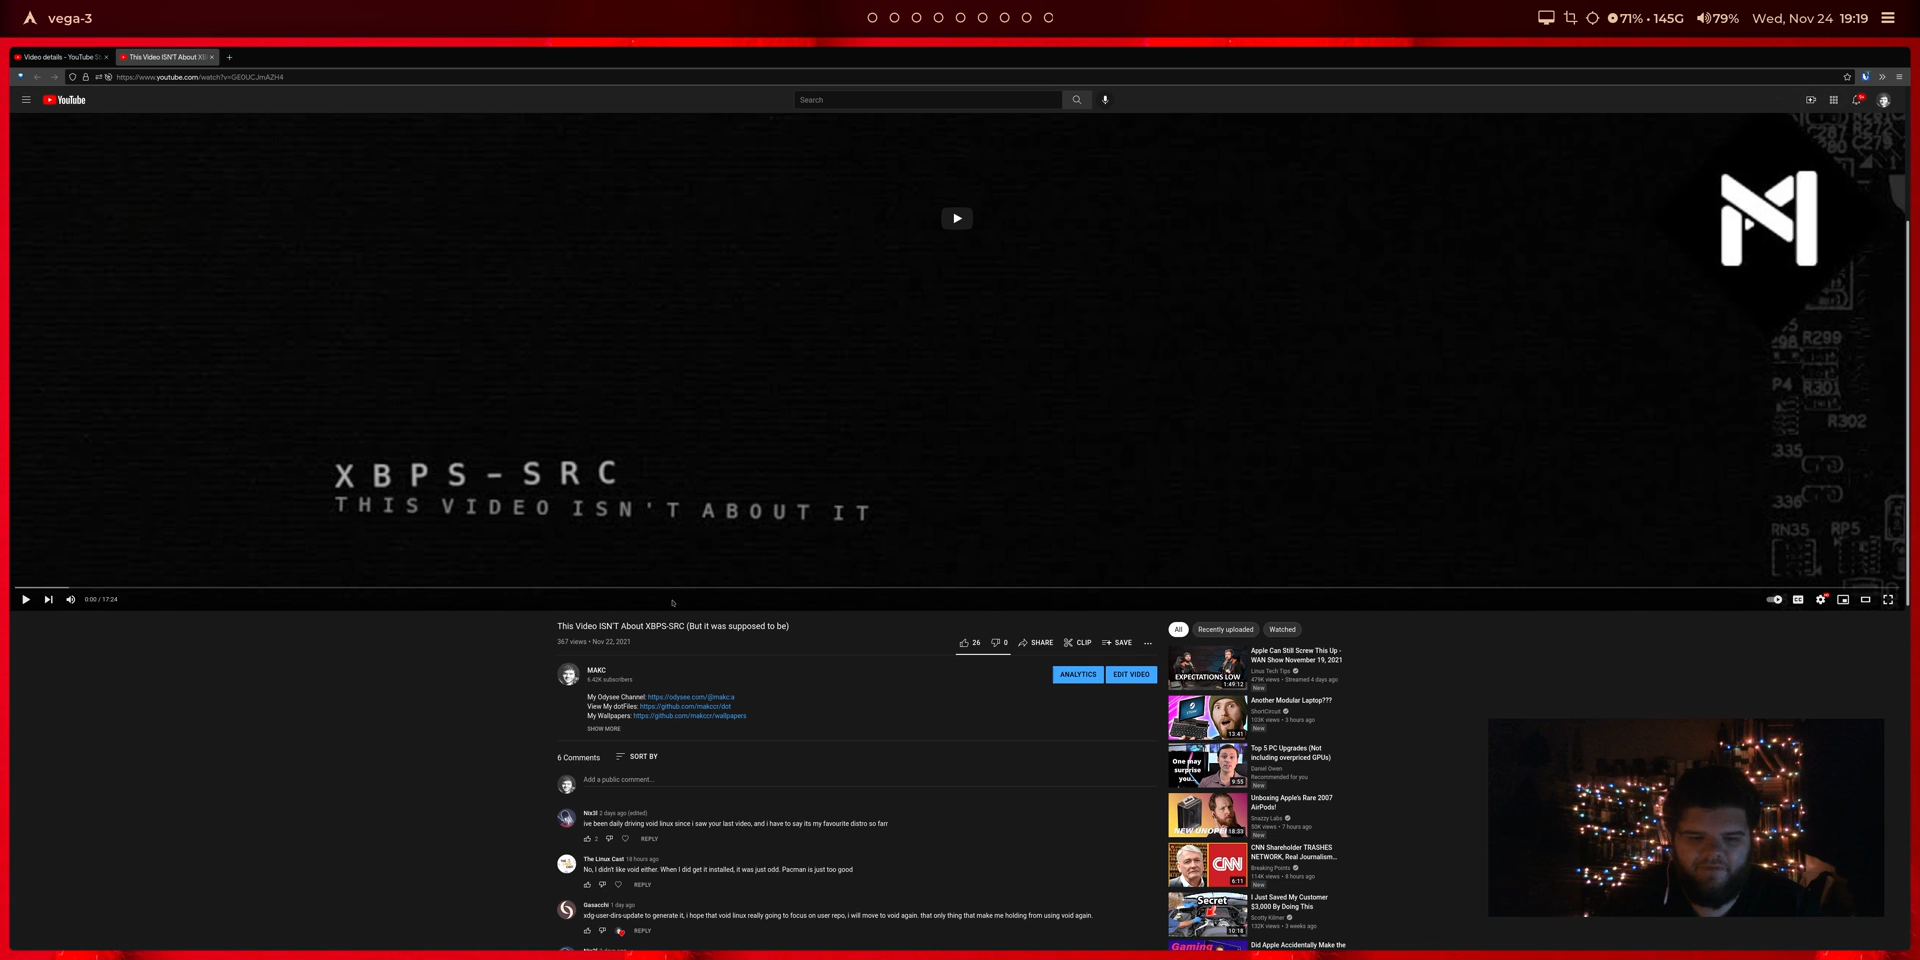 vega-3
71% • 145G
79%
Wed, Nov 24 19:19
Video details - YouTube S
This Video ISN'T About XB
https://www.youtube.com/watch?v=GE0UCJmAZH4
YouTube
Search
9+
R299
P4 R301
R302
335
336
RN35 RP5
XBPS-SRC
THIS VIDEO ISN'T ABOUT IT
0:00 / 17:24
This Video ISN'T About XBPS-SRC (But it was supposed to be)
367 views • Nov 22, 2021
26
0
SHARE
CLIP
SAVE
MAKC
6.42K subscribers
ANALYTICS
EDIT VIDEO
My Odysee Channel: https://odysee.com/@makc:a
View My dotFiles: https://github.com/makccr/dot
My Wallpapers: https://github.com/makccr/wallpapers
SHOW MORE
6 Comments
SORT BY
Add a public comment...
Nix3l 2 days ago (edited)
ive been daily driving void linux since i saw your last video, and i have to say its my favourite distro so farr
2
REPLY
The Linux Cast 18 hours ago
No, I didn't like void either. When I did get it installed, it was just odd. Pacman is just too good
REPLY
Gasacchi 1 day ago
xdg-user-dirs-update to generate it, i hope that void linux really going to focus on user repo, i will move to void again. that only thing that make me holding from using void again.
REPLY
All
Recently uploaded
Watched
EXPECTATIONS LOW
1:49:12
Apple Can Still Screw This Up -
WAN Show November 19, 2021
Linus Tech Tips
479K views • Streamed 4 days ago
New
13:41
Another Modular Laptop???
ShortCircuit
103K views • 3 hours ago
New
One may
surprise
you..
9:55
Top 5 PC Upgrades (Not
including overpriced GPUs)
Daniel Owen
Recommended for you
New
18:33
Unboxing Apple's Rare 2007
AirPods!
Snazzy Labs
50K views • 7 hours ago
New
CNN
6:11
CNN Shareholder TRASHES
NETWORK, Real Journalism...
Breaking Points
114K views • 8 hours ago
New
Secret
10:18
I Just Saved My Customer
$3,000 By Doing This
Scotty Kilmer
132K views • 3 weeks ago
Gaming
Did Apple Accidentally Make the